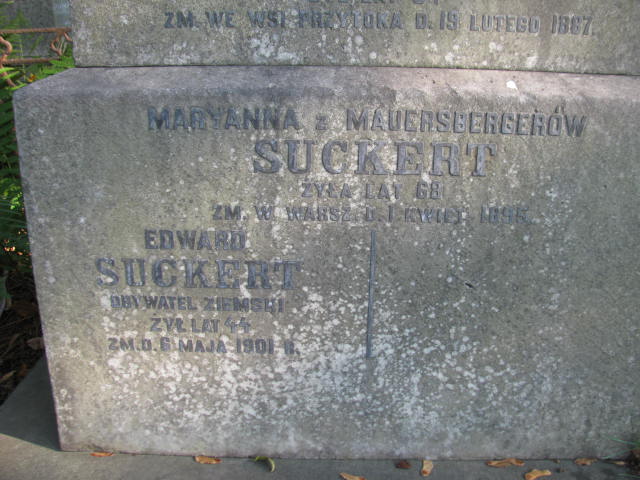 ZM. WE WSI PRZYTOKA D. 19 LUTEGO 1887.
MARYANNA z MAUERSBERGERÓW
SUCKERT
ŻYŁA LAT 68
ZM. W WARSZ. D. 1 KWIET. 1895.
EDWARD
SUCKERT
OBYWATEL ZIEMSKI
ŻYŁ LAT 44
ZM. D. 6 MAJA 1901 R.